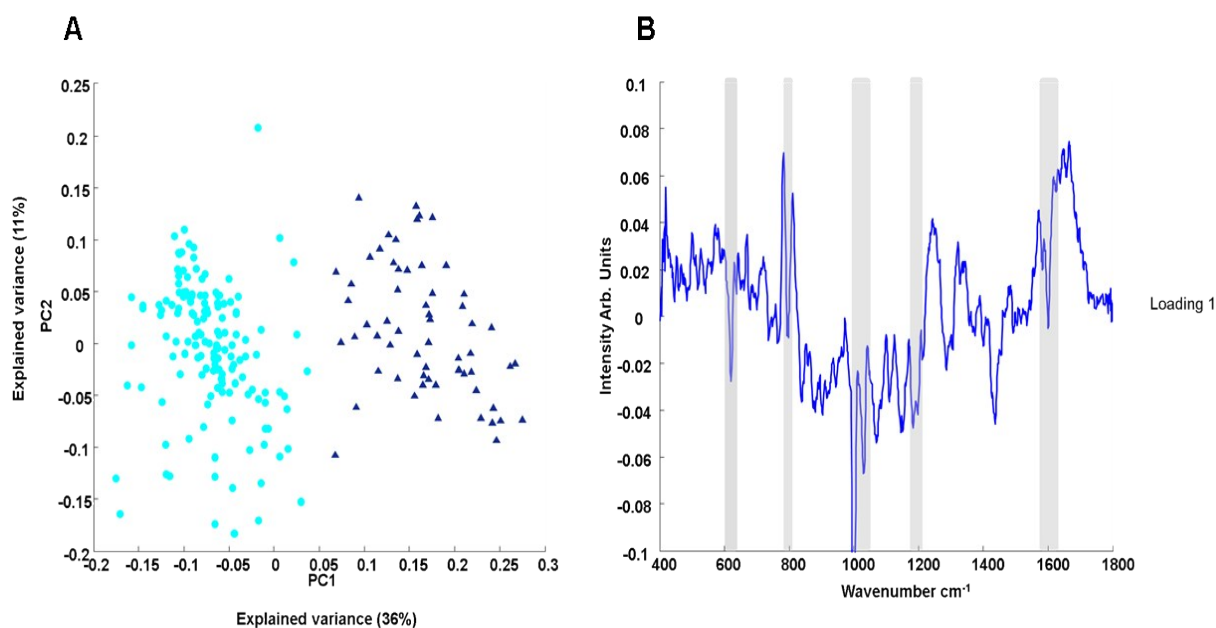 A
0.25
0.2
0.15
0.1
0.05
0
-0.05
-0.1
-0.15
-0.2
Explained variance (11%)
PC2
-0.2 -0.15 -0.1 -0.05 0 0.05 0.1 0.15 0.2 0.25 0.3
PC1
Explained variance (36%)
B
0.1
0.08
0.06
0.04
0.02
0
-0.02
-0.04
-0.06
-0.08
-0.1
Intensity Arb. Units
400 600 800 1000 1200 1400 1600 1800
Wavenumber cm⁻¹
Loading 1